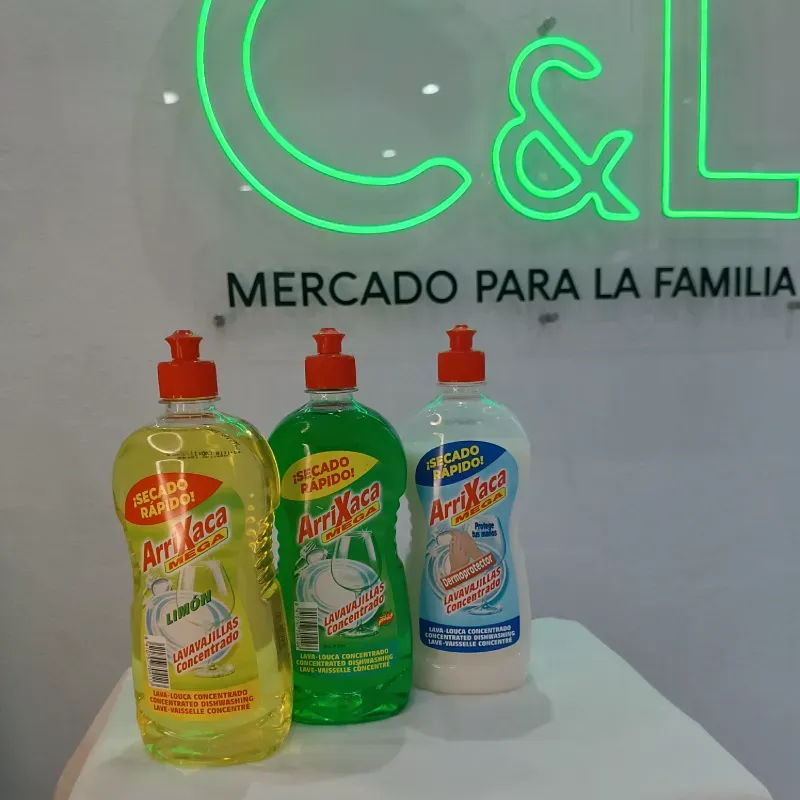 C&L
MERCADO PARA LA FAMILIA
¡SECADO
RÁPIDO!
ArriXaca
MEGA
LIMÓN
LAVAVAJILLAS
Concentrado
LAVA-LOUÇA CONCENTRADO
CONCENTRATED DISHWASHING
LAVE-VAISSELLE CONCENTRÉ
¡SECADO
RÁPIDO!
ArriXaca
MEGA
LAVAVAJILLAS
Concentrado
LAVA-LOUÇA CONCENTRADO
CONCENTRATED DISHWASHING
LAVE-VAISSELLE CONCENTRÉ
¡SECADO
RÁPIDO!
ArriXaca
MEGA
Protege
tus manos
Dermoprotector
LAVAVAJILLAS
Concentrado
LAVA-LOUÇA CONCENTRADO
CONCENTRATED DISHWASHING
LAVE-VAISSELLE CONCENTRÉ